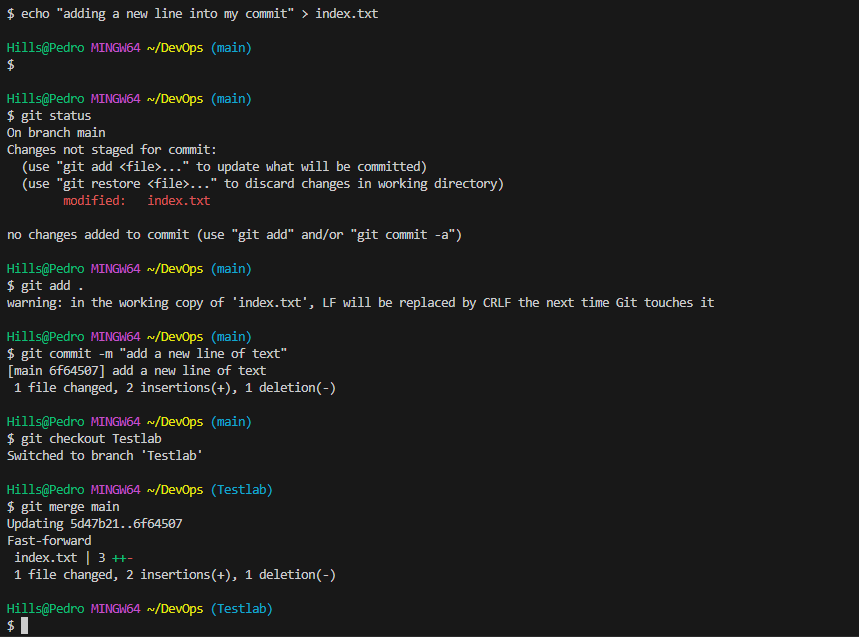 $ echo "adding a new line into my commit" > index.txt
Hills@Pedro MINGW64 ~/DevOps (main)
$
Hills@Pedro MINGW64 ~/DevOps (main)
$ git status
On branch main
Changes not staged for commit:
  (use "git add <file>..." to update what will be committed)
  (use "git restore <file>..." to discard changes in working directory)
        modified:   index.txt
no changes added to commit (use "git add" and/or "git commit -a")
Hills@Pedro MINGW64 ~/DevOps (main)
$ git add .
warning: in the working copy of 'index.txt', LF will be replaced by CRLF the next time Git touches it
Hills@Pedro MINGW64 ~/DevOps (main)
$ git commit -m "add a new line of text"
[main 6f64507] add a new line of text
 1 file changed, 2 insertions(+), 1 deletion(-)
Hills@Pedro MINGW64 ~/DevOps (main)
$ git checkout Testlab
Switched to branch 'Testlab'
Hills@Pedro MINGW64 ~/DevOps (Testlab)
$ git merge main
Updating 5d47b21..6f64507
Fast-forward
 index.txt | 3 ++-
 1 file changed, 2 insertions(+), 1 deletion(-)
Hills@Pedro MINGW64 ~/DevOps (Testlab)
$